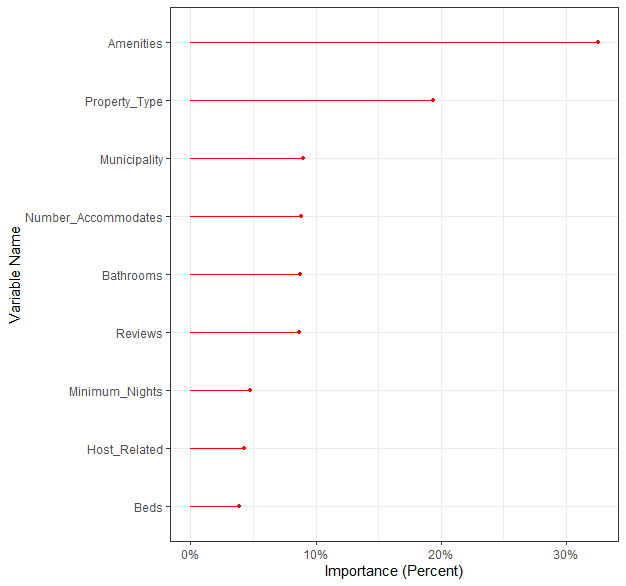 Variable Name
Amenities
Property_Type
Municipality
Number_Accommodates
Bathrooms
Reviews
Minimum_Nights
Host_Related
Beds
0% 10% 20% 30%
Importance (Percent)